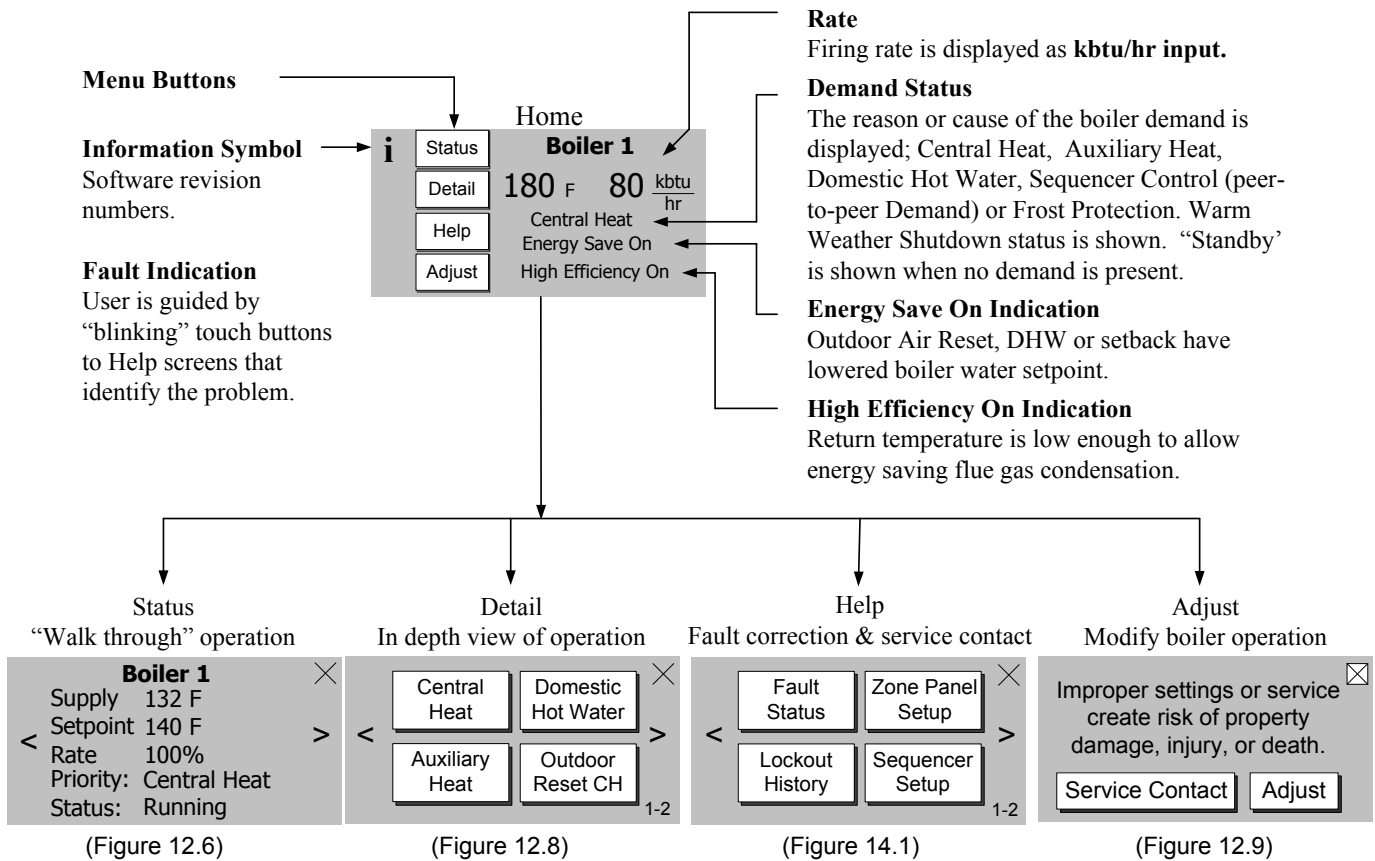 Menu Buttons
Information Symbol
Software revision
numbers.
Fault Indication
User is guided by
“blinking” touch buttons
to Help screens that
identify the problem.
Home
i
Status
Detail
Help
Adjust
Boiler 1
180 F 80 kbtu
hr
Central Heat
Energy Save On
High Efficiency On
Rate
Firing rate is displayed as kbtu/hr input.
Demand Status
The reason or cause of the boiler demand is
displayed; Central Heat, Auxiliary Heat,
Domestic Hot Water, Sequencer Control (peer-
to-peer Demand) or Frost Protection. Warm
Weather Shutdown status is shown. “Standby’
is shown when no demand is present.
Energy Save On Indication
Outdoor Air Reset, DHW or setback have
lowered boiler water setpoint.
High Efficiency On Indication
Return temperature is low enough to allow
energy saving flue gas condensation.
Status
“Walk through” operation
Boiler 1
Supply 132 F
Setpoint 140 F
< >
Rate 100%
Priority: Central Heat
Status: Running
(Figure 12.6)
Detail
In depth view of operation
Central
Heat
Domestic
Hot Water
< >
Auxiliary
Heat
Outdoor
Reset CH
1-2
(Figure 12.8)
Help
Fault correction & service contact
Fault
Status
Zone Panel
Setup
< >
Lockout
History
Sequencer
Setup
1-2
(Figure 14.1)
Adjust
Modify boiler operation
Improper settings or service
create risk of property
damage, injury, or death.
Service Contact
Adjust
(Figure 12.9)